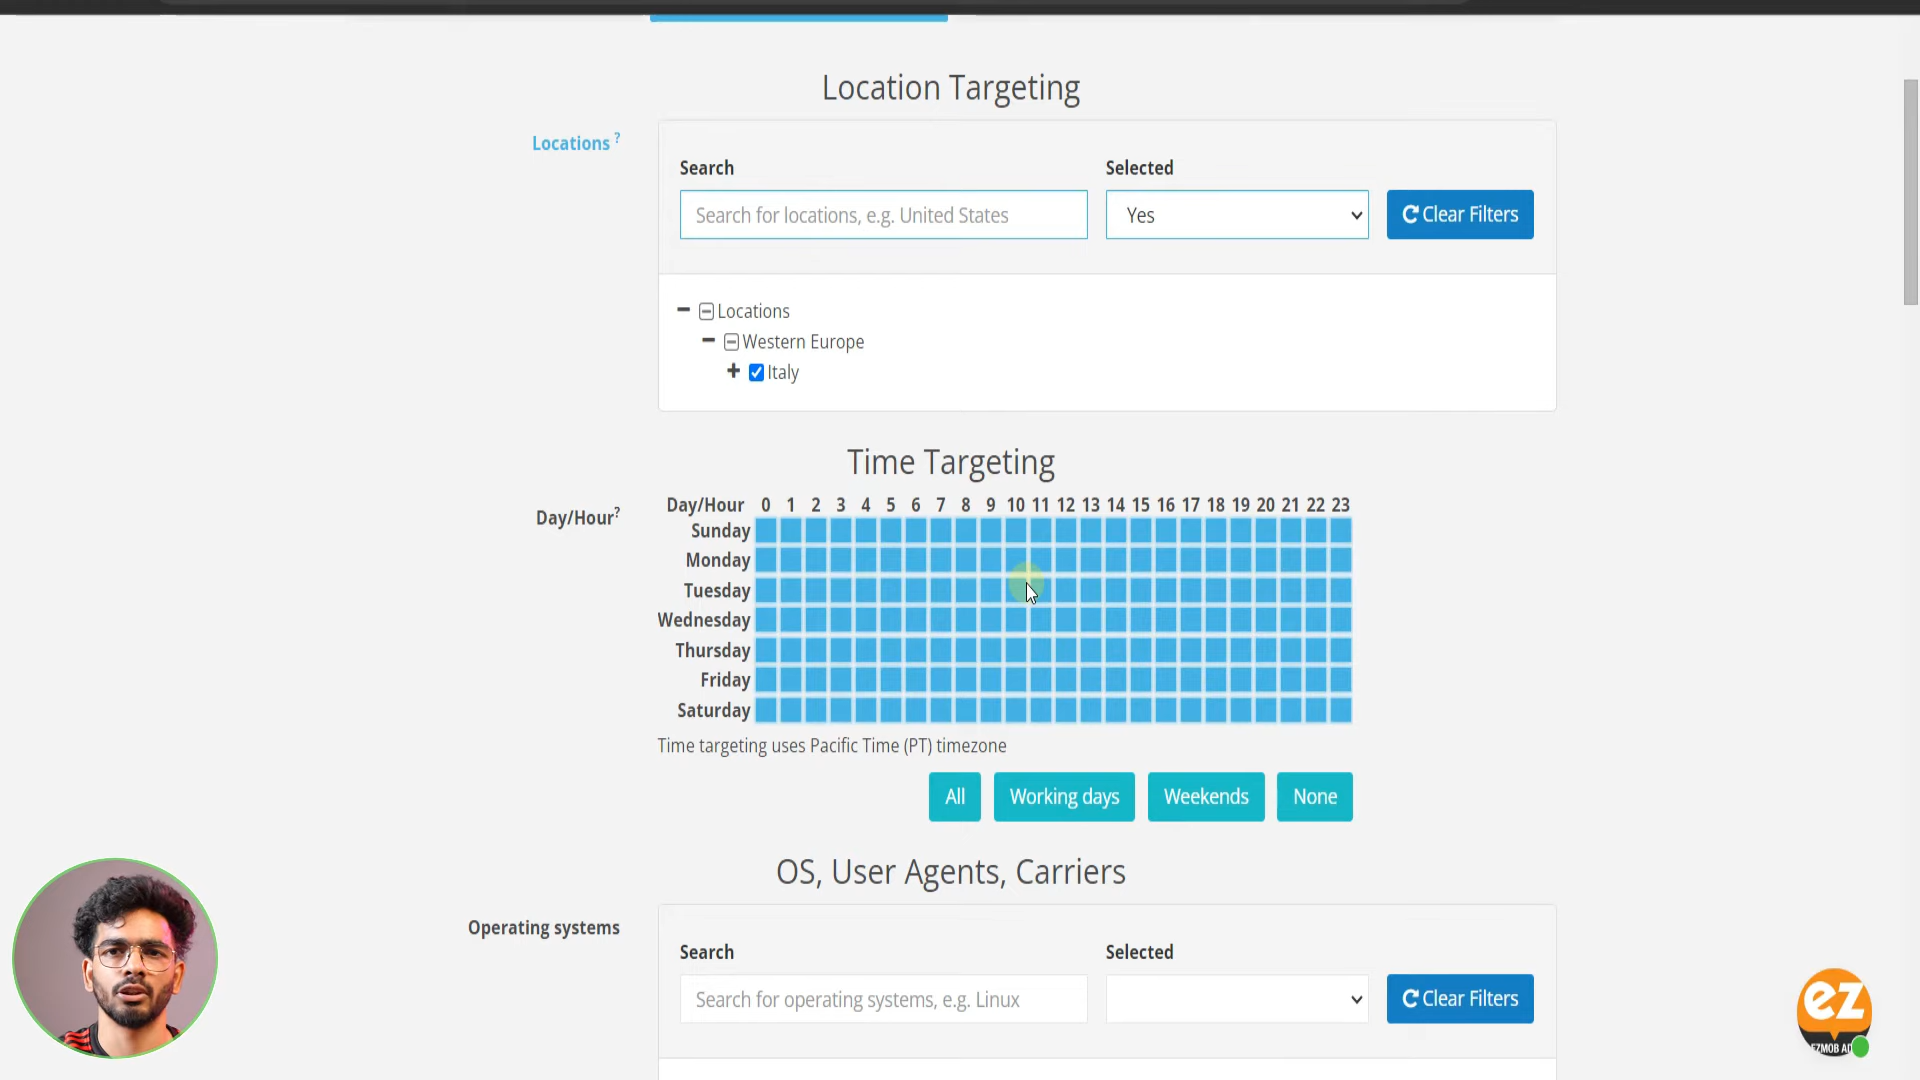 Location Targeting
Locations ?
Search
Selected
Search for locations, e.g. United States
Yes
Clear Filters
Locations
Western Europe
Italy
Time Targeting
Day/Hour?
Day/Hour 0 1 2 3 4 5 6 7 8 9 10 11 12 13 14 15 16 17 18 19 20 21 22 23
Sunday
Monday
Tuesday
Wednesday
Thursday
Friday
Saturday
Time targeting uses Pacific Time (PT) timezone
All
Working days
Weekends
None
OS, User Agents, Carriers
Operating systems
Search
Selected
Search for operating systems, e.g. Linux
Clear Filters
ez
EZMOB